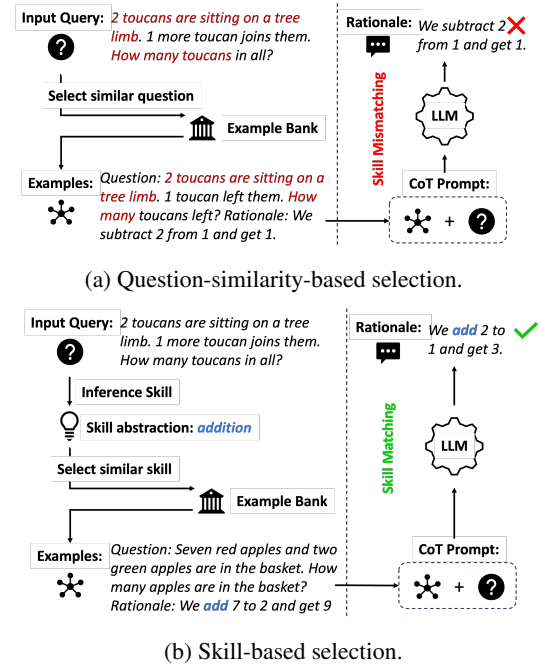 Input Query:
2 toucans are sitting on a tree
limb. 1 more toucan joins them.
How many toucans in all?
Select similar question
Example Bank
Examples:
Question: 2 toucans are sitting on a
tree limb. 1 toucan left them. How
many toucans left? Rationale: We
subtract 2 from 1 and get 1.
Rationale:
We subtract 2
from 1 and get 1.
Skill Mismatching
LLM
CoT Prompt:
+
(a) Question-similarity-based selection.
Input Query:
2 toucans are sitting on a tree
limb. 1 more toucan joins them.
How many toucans in all?
Inference Skill
Skill abstraction: addition
Select similar skill
Example Bank
Examples:
Question: Seven red apples and two
green apples are in the basket. How
many apples are in the basket?
Rationale: We add 7 to 2 and get 9
Rationale:
We add 2 to
1 and get 3.
Skill Matching
LLM
CoT Prompt:
+
(b) Skill-based selection.